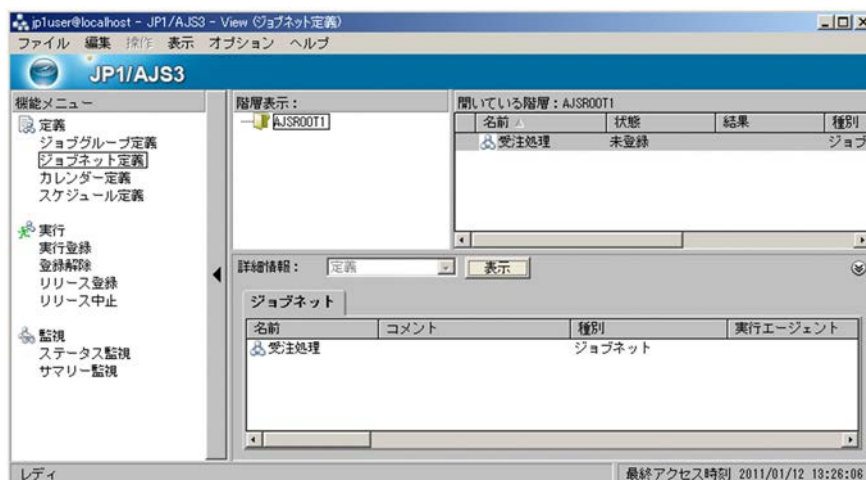 jp1user@localhost - JP1/AJS3 - View (ジョブネット定義)
ファイル 編集 操作 表示 オプション ヘルプ
JP1/AJS3
機能メニュー
定義
ジョブグループ定義
ジョブネット定義
カレンダー定義
スケジュール定義
実行
実行登録
登録解除
リリース登録
リリース中止
監視
ステータス監視
サマリー監視
階層表示:
AJSROOT1
開いている階層:AJSROOT1
名前 状態 結果 種別
受注処理 未登録 ジョブ
詳細情報: 定義 表示
ジョブネット
名前 コメント 種別 実行エージェント
受注処理 ジョブネット
レディ
最終アクセス時刻 2011/01/12 13:26:06